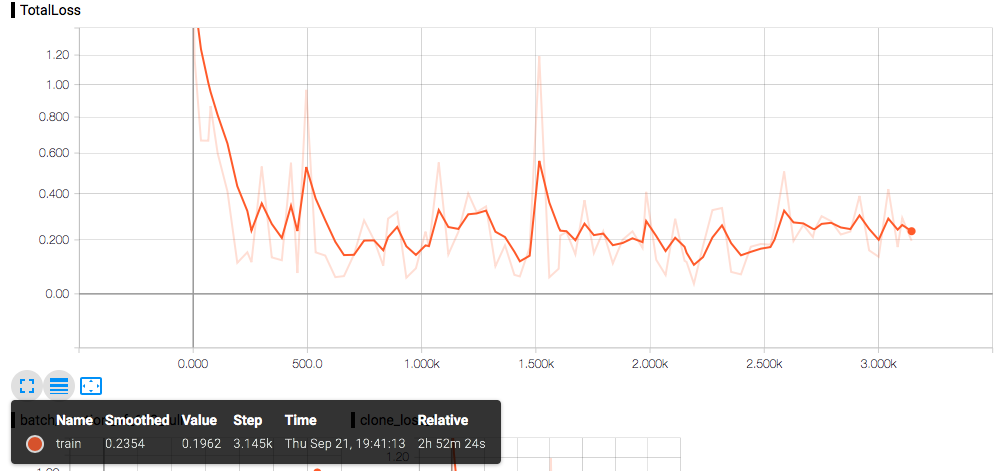 TotalLoss
1.20
1.00
0.800
0.600
0.400
0.200
0.00
0.000 500.0 1.000k 1.500k 2.000k 2.500k 3.000k
batch clone_lo
Name Smoothed Value Step Time Relative
train 0.2354 0.1962 3.145k Thu Sep 21, 19:41:13 2h 52m 24s
1.20
1.00